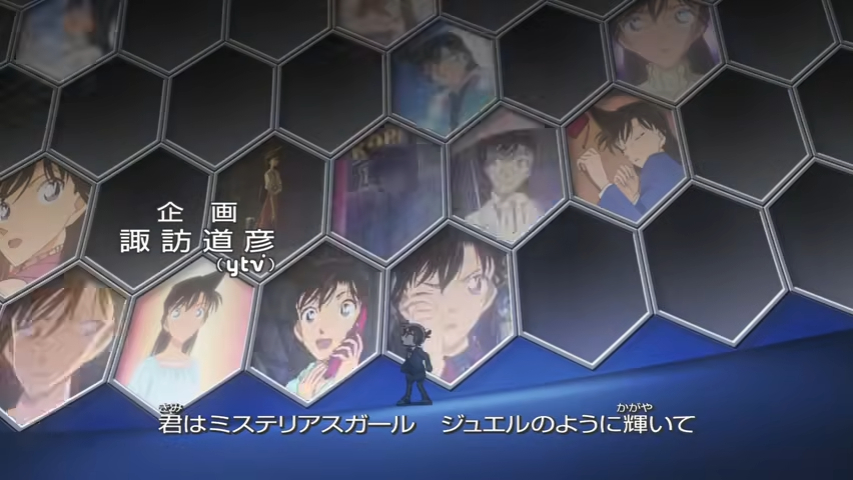 企画
諏訪道彦
(ytv)
きみ
かがや
君はミステリアスガール ジュエルのように輝いて